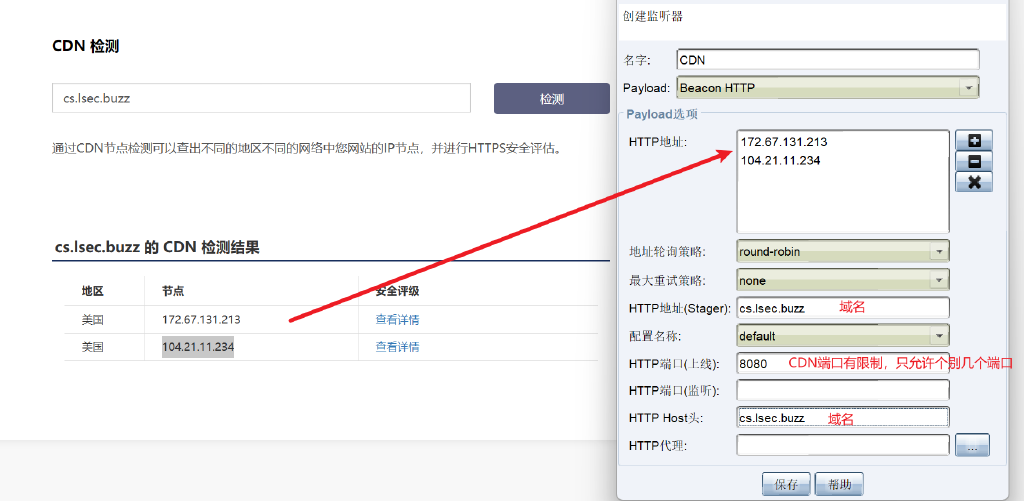 CDN 检测
cs.lsec.buzz
检测
通过CDN节点检测可以查出不同的地区不同的网络中您网站的IP节点，并进行HTTPS安全评估。
cs.lsec.buzz 的 CDN 检测结果
地区 节点 安全评级
美国 172.67.131.213 查看详情
美国 104.21.11.234 查看详情
创建监听器
名字: CDN
Payload: Beacon HTTP
Payload选项
HTTP地址: 172.67.131.213
104.21.11.234
地址轮询策略: round-robin
最大重试策略: none
HTTP地址(Stager): cs.lsec.buzz 域名
配置名称: default
HTTP端口(上线): 8080 CDN端口有限制，只允许个别几个端口
HTTP端口(监听):
HTTP Host头: cs.lsec.buzz 域名
HTTP代理: ...
保存 帮助